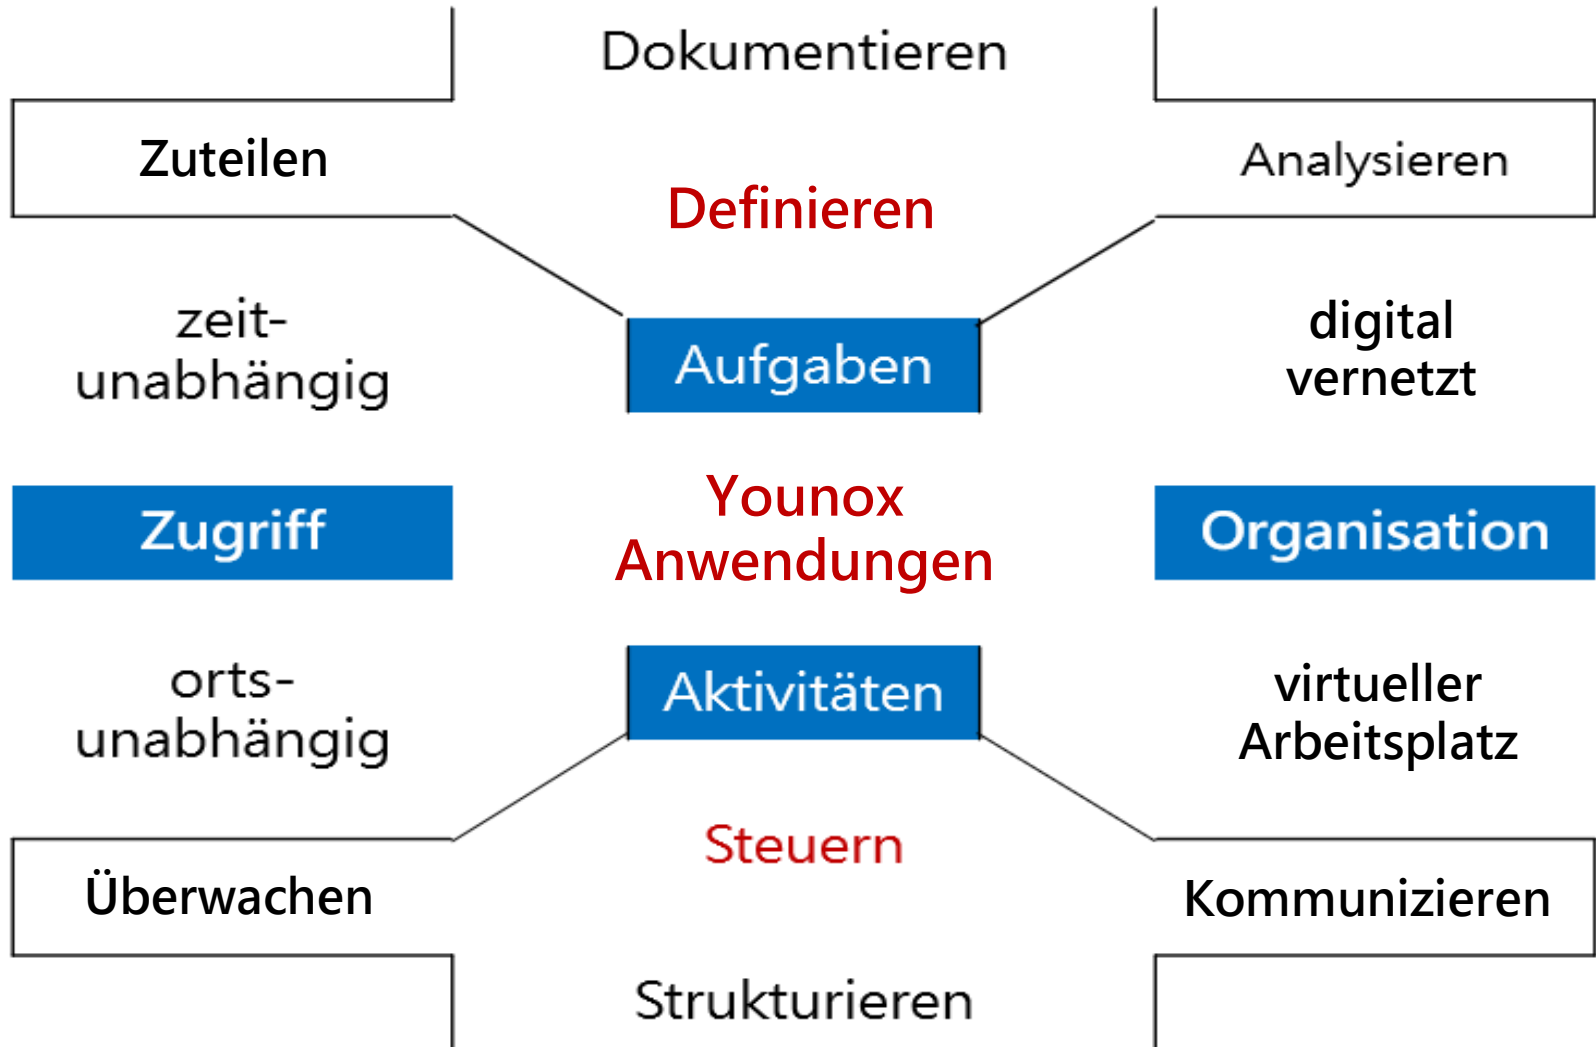 Dokumentieren
Zuteilen
Analysieren
Definieren
zeit-
unabhängig
Aufgaben
digital
vernetzt
Zugriff
Younox
Anwendungen
Organisation
orts-
unabhängig
Aktivitäten
virtueller
Arbeitsplatz
Steuern
Überwachen
Kommunizieren
Strukturieren